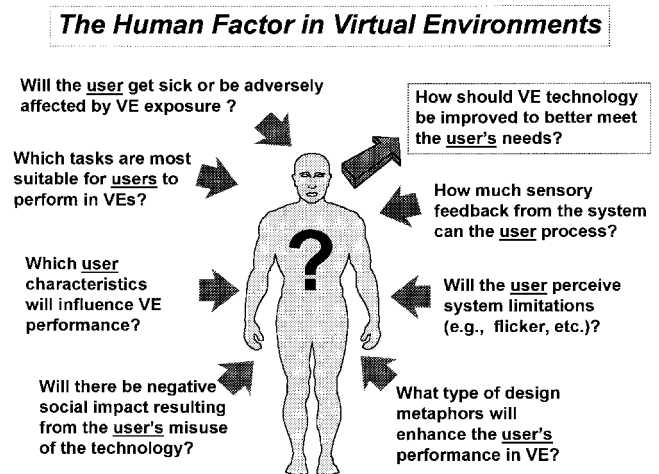 The Human Factor in Virtual Environments
Will the user get sick or be adversely
affected by VE exposure ?
How should VE technology
be improved to better meet
the user's needs?
Which tasks are most
suitable for users to
perform in VEs?
How much sensory
feedback from the system
can the user process?
?
Which user
characteristics
will influence VE
performance?
Will the user perceive
system limitations
(e.g., flicker, etc.)?
Will there be negative
social impact resulting
from the user's misuse
of the technology?
What type of design
metaphors will
enhance the user's
performance in VE?